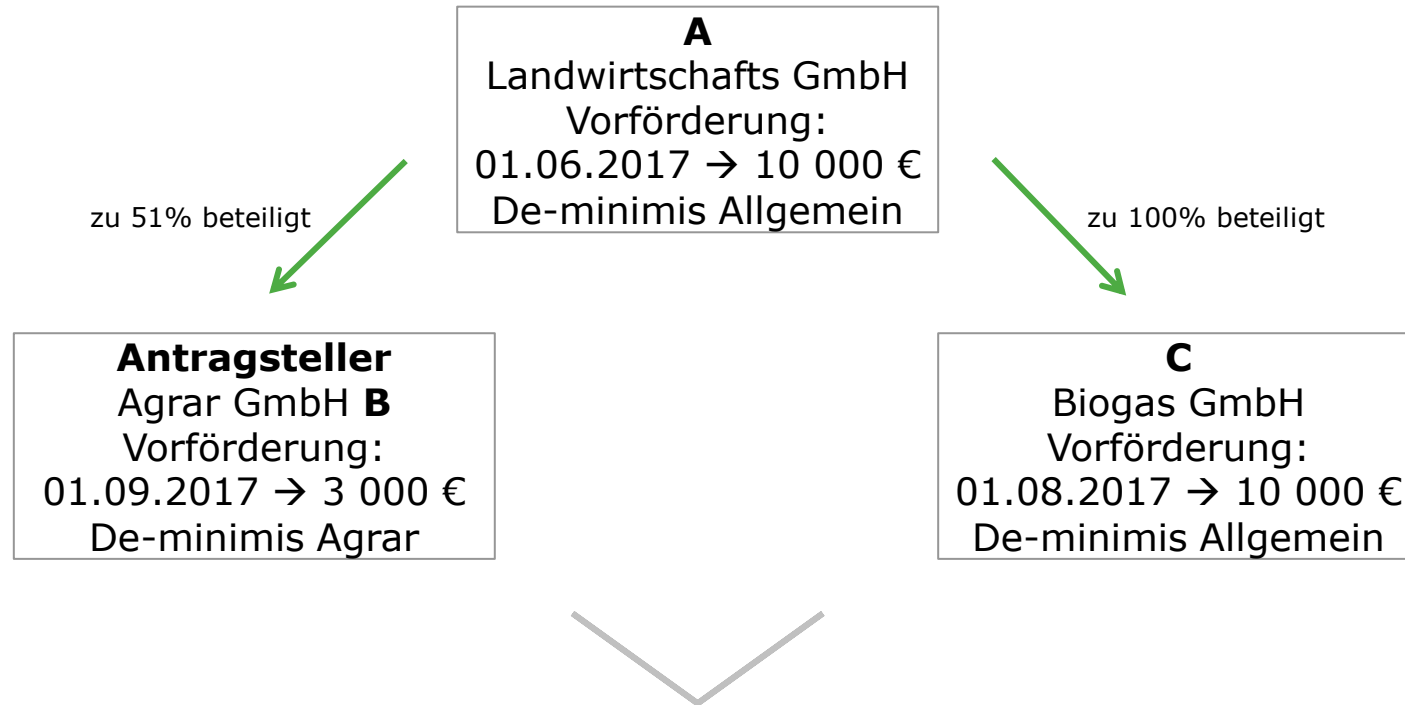 A
Landwirtschafts GmbH
Vorförderung:
01.06.2017 → 10 000 €
De-minimis Allgemein
zu 51% beteiligt
zu 100% beteiligt
Antragsteller
Agrar GmbH B
Vorförderung:
01.09.2017 → 3 000 €
De-minimis Agrar
C
Biogas GmbH
Vorförderung:
01.08.2017 → 10 000 €
De-minimis Allgemein